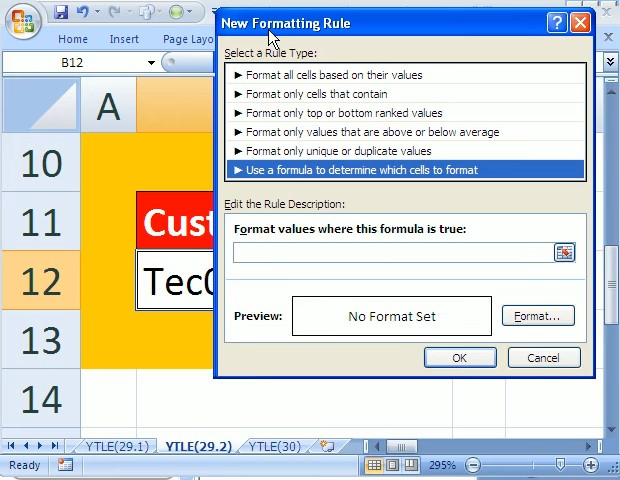 New Formatting Rule
Home Insert Page Layo
B12
Select a Rule Type:
► Format all cells based on their values
► Format only cells that contain
► Format only top or bottom ranked values
► Format only values that are above or below average
► Format only unique or duplicate values
► Use a formula to determine which cells to format
Edit the Rule Description:
Format values where this formula is true:
Preview:
No Format Set
Format...
OK
Cancel
A
10
11 Cust
12 Tec0
13
14
YTLE(29.1) YTLE(29.2) YTLE(30)
Ready 295%